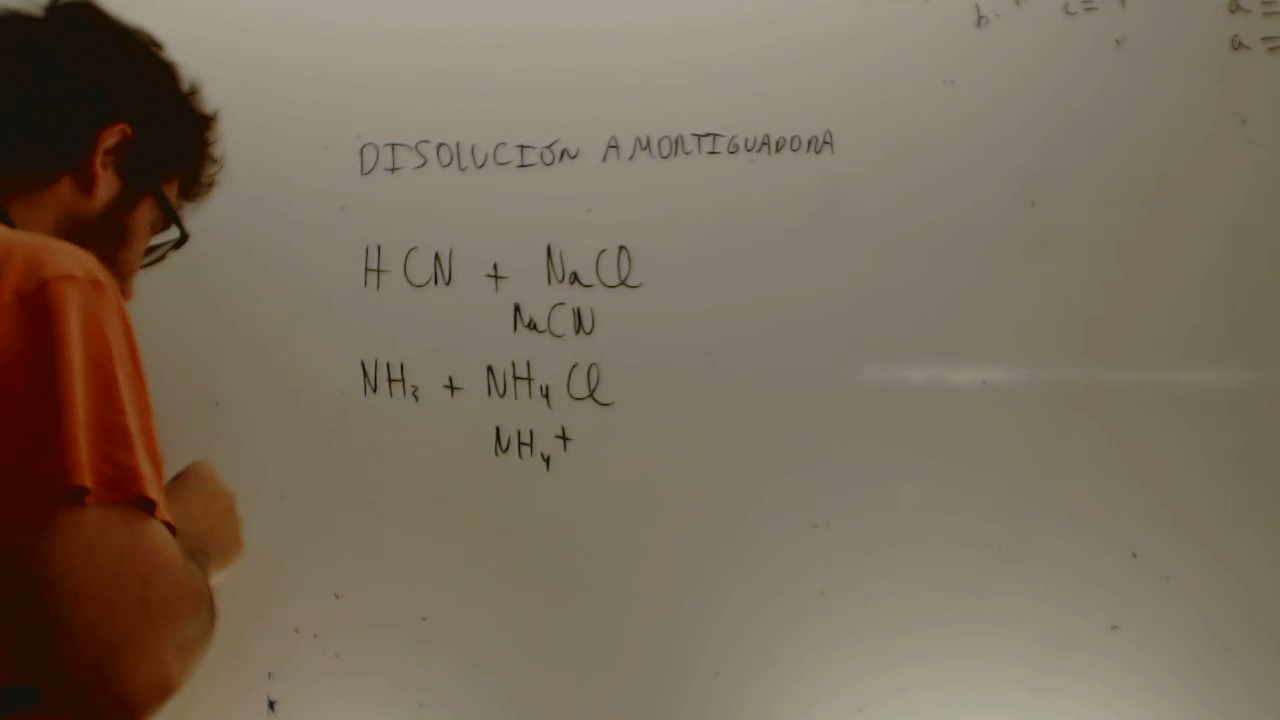 b- c=
a=
a=
DISOLUCIÓN AMORTIGUADORA
HCN + NaCl
NaCN
NH3 + NH4Cl
NH4+